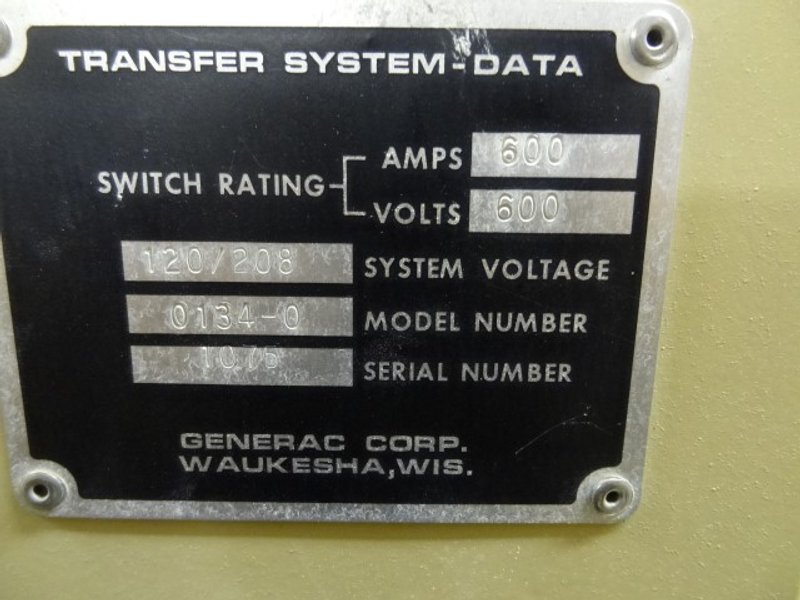 TRANSFER SYSTEM-DATA
SWITCH RATING
AMPS 600
VOLTS 600
120/208 SYSTEM VOLTAGE
0134-0 MODEL NUMBER
SERIAL NUMBER
GENERAC CORP.
WAUKESHA, WIS.